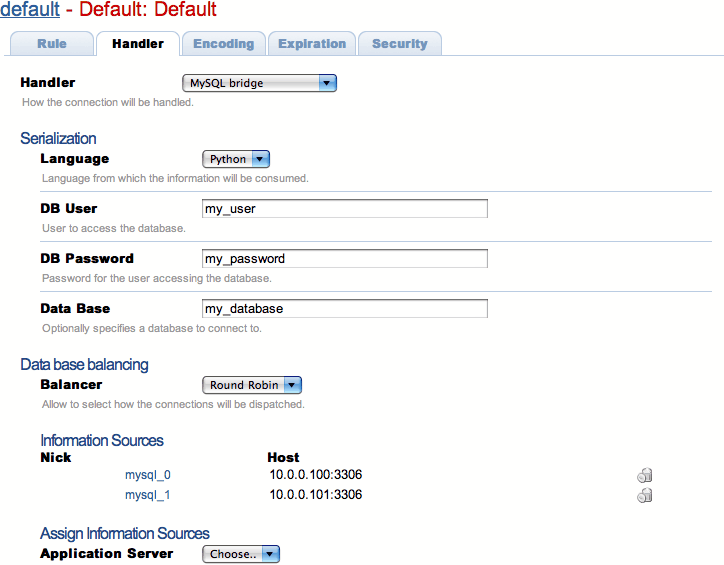 default - Default: Default
Rule Handler Encoding Expiration Security
Handler MySQL bridge
How the connection will be handled.
Serialization
Language Python
Language from which the information will be consumed.
DB User my_user
User to access the database.
DB Password my_password
Password for the user accessing the database.
Data Base my_database
Optionally specifies a database to connect to.
Data base balancing
Balancer Round Robin
Allow to select how the connections will be dispatched.
Information Sources
Nick Host
mysql_0 10.0.0.100:3306
mysql_1 10.0.0.101:3306
Assign Information Sources
Application Server Choose..